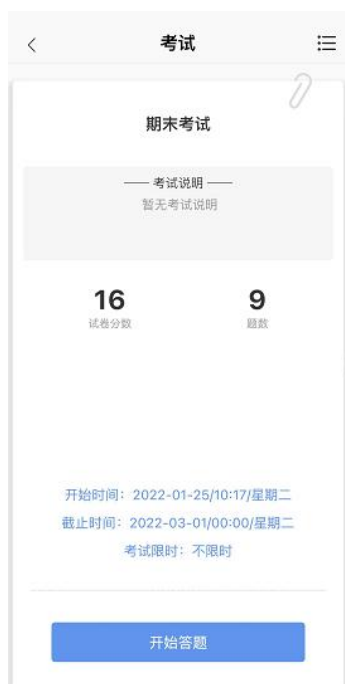 考试
期末考试
考试说明
暂无考试说明
16
试卷分数
9
题数
开始时间：2022-01-25/10:17/星期二
截止时间：2022-03-01/00:00/星期二
考试限时：不限时
开始答题